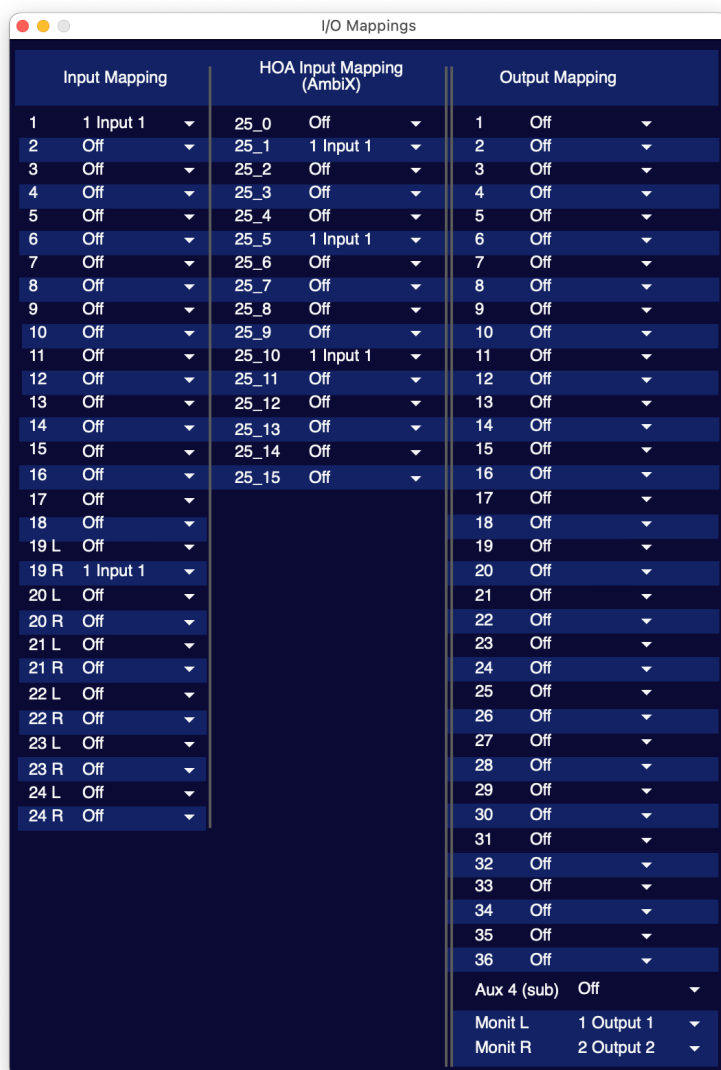 I/O Mappings
Input Mapping
1 1 Input 1
2 Off
3 Off
4 Off
5 Off
6 Off
7 Off
8 Off
9 Off
10 Off
11 Off
12 Off
13 Off
14 Off
15 Off
16 Off
17 Off
18 Off
19 L Off
19 R 1 Input 1
20 L Off
20 R Off
21 L Off
21 R Off
22 L Off
22 R Off
23 L Off
23 R Off
24 L Off
24 R Off
HOA Input Mapping
(AmbiX)
25_0 Off
25_1 1 Input 1
25_2 Off
25_3 Off
25_4 Off
25_5 1 Input 1
25_6 Off
25_7 Off
25_8 Off
25_9 Off
25_10 1 Input 1
25_11 Off
25_12 Off
25_13 Off
25_14 Off
25_15 Off
Output Mapping
1 Off
2 Off
3 Off
4 Off
5 Off
6 Off
7 Off
8 Off
9 Off
10 Off
11 Off
12 Off
13 Off
14 Off
15 Off
16 Off
17 Off
18 Off
19 Off
20 Off
21 Off
22 Off
23 Off
24 Off
25 Off
26 Off
27 Off
28 Off
29 Off
30 Off
31 Off
32 Off
33 Off
34 Off
35 Off
36 Off
Aux 4 (sub) Off
Monit L 1 Output 1
Monit R 2 Output 2